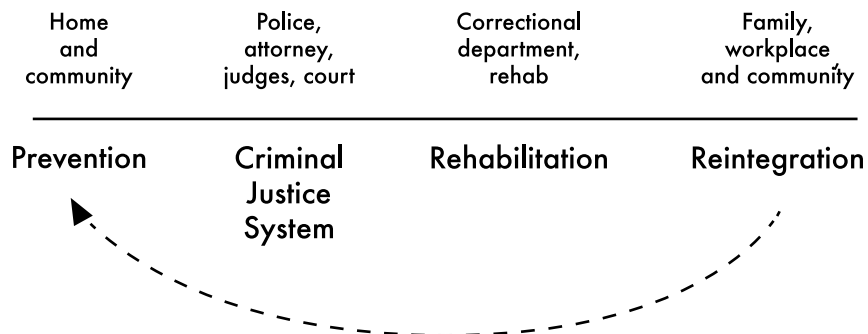 Home
and
community
Police,
attorney,
judges, court
Correctional
department,
rehab
Family,
workplace
and community
Prevention
Criminal
Justice
System
Rehabilitation
Reintegration